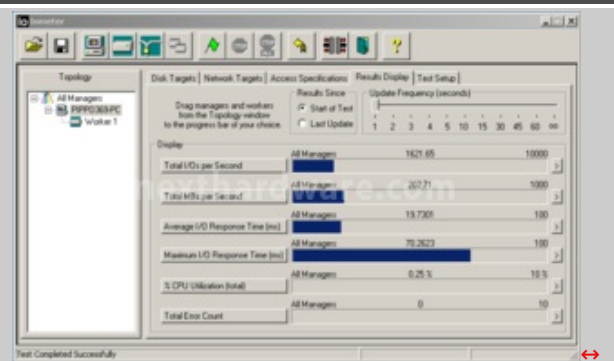 Iometer
Topology
All Managers
PIPPO369-PC
Worker 1
Disk Targets
Network Targets
Access Specifications
Results Display
Test Setup
Drag managers and workers
from the Topology window
to the progress bar of your choice.
Results Since
Start of Test
Last Update
Update Frequency (seconds)
1 2 3 4 5 10 15 30 45 60 ∞
Display
All Managers 1621.65 10000
Total I/Os per Second
All Managers 202.71 1000
Total MBs per Second
All Managers 19.7301 100
Average I/O Response Time (ms)
All Managers 70.2623 100
Maximum I/O Response Time (ms)
All Managers 0.25 % 10 %
% CPU Utilization (total)
All Managers 0 10
Total Error Count
Test Completed Successfully
nexthardware.com